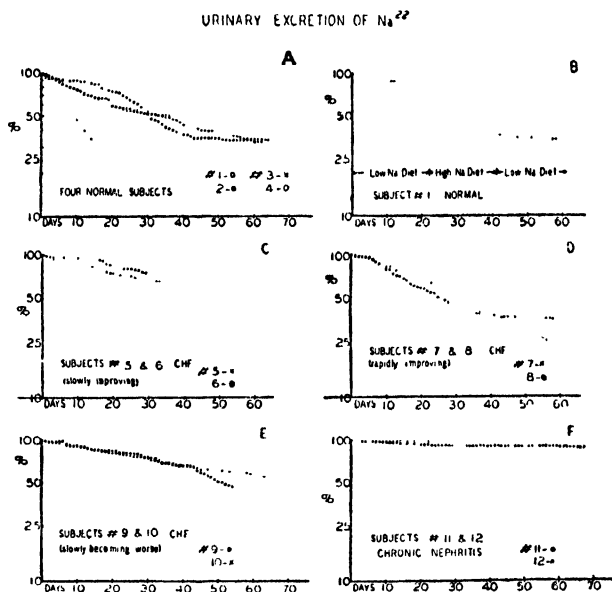 URINARY EXCRETION OF Na22
A
100
50
25
10
%
DAYS 10 20 30 40 50 60 70
FOUR NORMAL SUBJECTS
#1-o #3-x
2-• 4-o
B
100
50
25
10
%
- Low Na Diet High Na Diet Low Na Diet -
SUBJECT #1 NORMAL
DAYS 10 20 30 40 50 60
C
100
50
25
10
%
SUBJECTS # 5 & 6 CHF
(slowly improving)
#5-x
6-•
DAYS 10 20 30 40 50 60
D
100
50
25
10
%
SUBJECTS # 7 & 8 CHF
(rapidly improving)
#7-x
8-•
DAYS 10 20 30 40 50 60
E
100
50
25
10
%
SUBJECTS # 9 & 10 CHF
(slowly becoming worse)
#9-•
10-x
DAYS 10 20 30 40 50 60 70
F
100
50
25
10
%
SUBJECTS # 11 & 12
CHRONIC NEPHRITIS
#11-•
12-x
DAYS 10 20 30 40 50 60 70